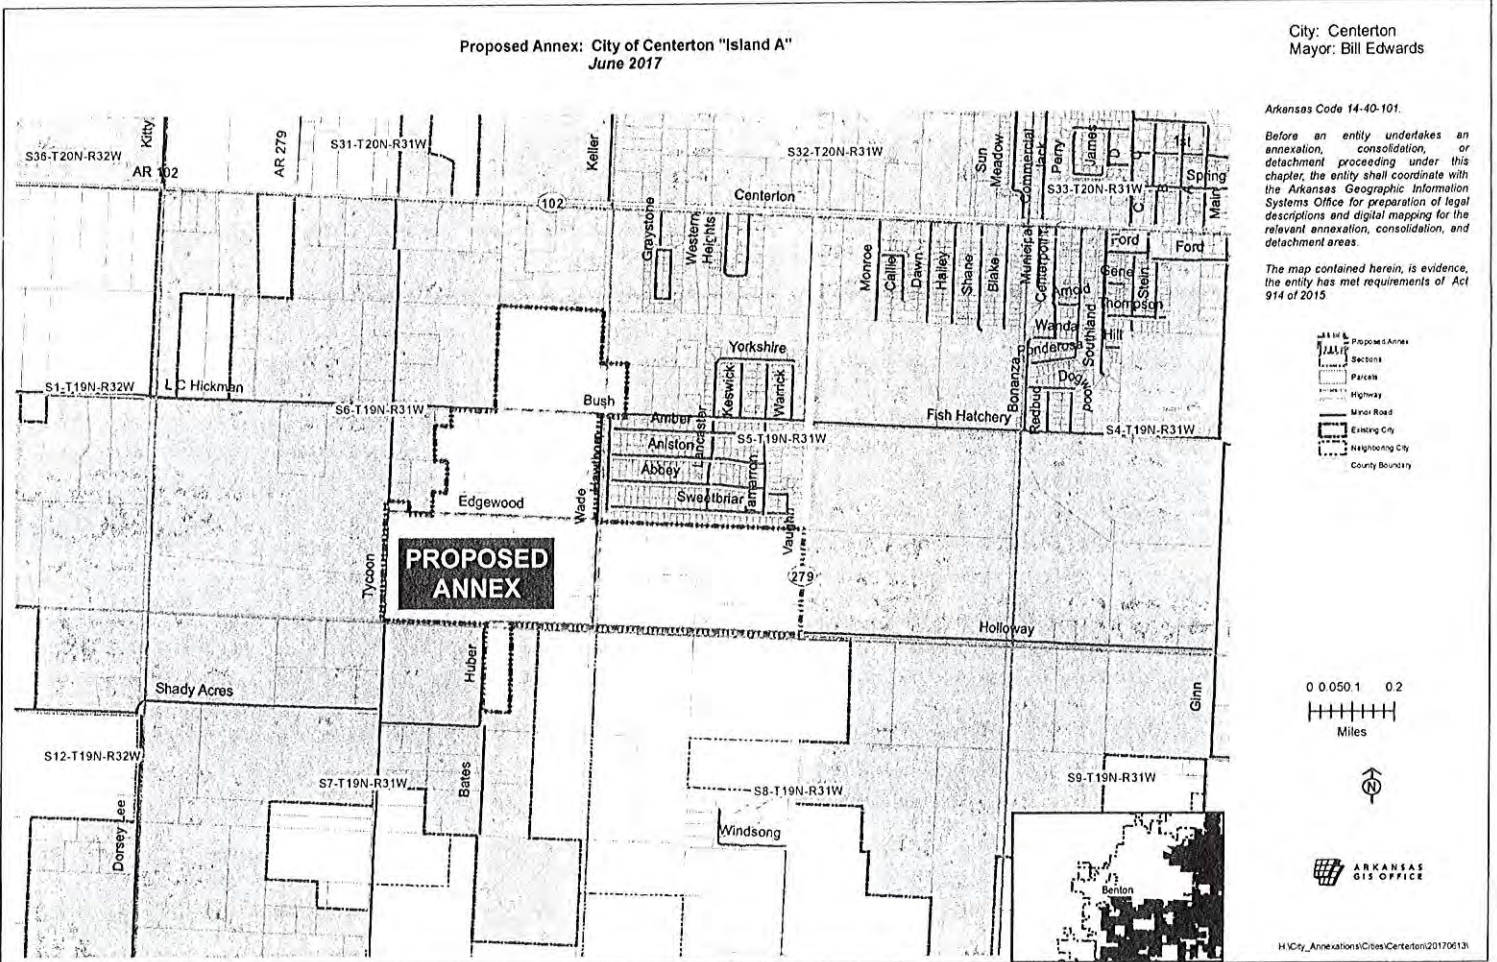 Proposed Annex: City of Centerton "Island A"
June 2017
City: Centerton
Mayor: Bill Edwards
Arkansas Code 14-40-101.
Before an entity undertakes an
annexation, consolidation, or
detachment proceeding under this
chapter, the entity shall coordinate with
the Arkansas Geographic Information
Systems Office for preparation of legal
descriptions and digital mapping for the
relevant annexation, consolidation, and
detachment areas.
The map contained herein, is evidence,
the entity has met requirements of Act
914 of 2015
Proposed Annex
Sections
Parcels
Highway
Minor Road
Existing City
Neighboring City
County Boundary
0 0.050.1 0.2
Miles
N
ARKANSAS
GIS OFFICE
H:\City_Annexations\Cities\Centerton\20170613\
S36-T20N-R32W
Kitty
AR 102
AR 279
S31-T20N-R31W
Keller
S32-T20N-R31W
Sun
Meadow
Commercial
Jack
Perry
James
D
1st
S33-T20N-R31W
Spring
C
B
A
Main
102
Centerton
Graystone
Western
Heights
Monroe
Callie
Dawn
Hailey
Shane
Blake
Municipal
Centerpoint
Ford
Ford
Gene
Stein
Arnold
Thompson
Wanda
Southland
Hill
Ponderosa
Yorkshire
Keswick
Warrick
Bonanza
Dogwood
Redbud
S1-T19N-R32W
L C Hickman
S6-T19N-R31W
Bush
Amber
Lancaster
Fish Hatchery
S5-T19N-R31W
S4-T19N-R31W
Hawthorn
Aniston
Abbey
Tamarron
Sweetbriar
Edgewood
Wade
Vaughn
Tycoon
PROPOSED
ANNEX
279
Holloway
Huber
Shady Acres
Ginn
S12-T19N-R32W
S7-T19N-R31W
Bates
S8-T19N-R31W
S9-T19N-R31W
Dorsey Lee
Windsong
Benton